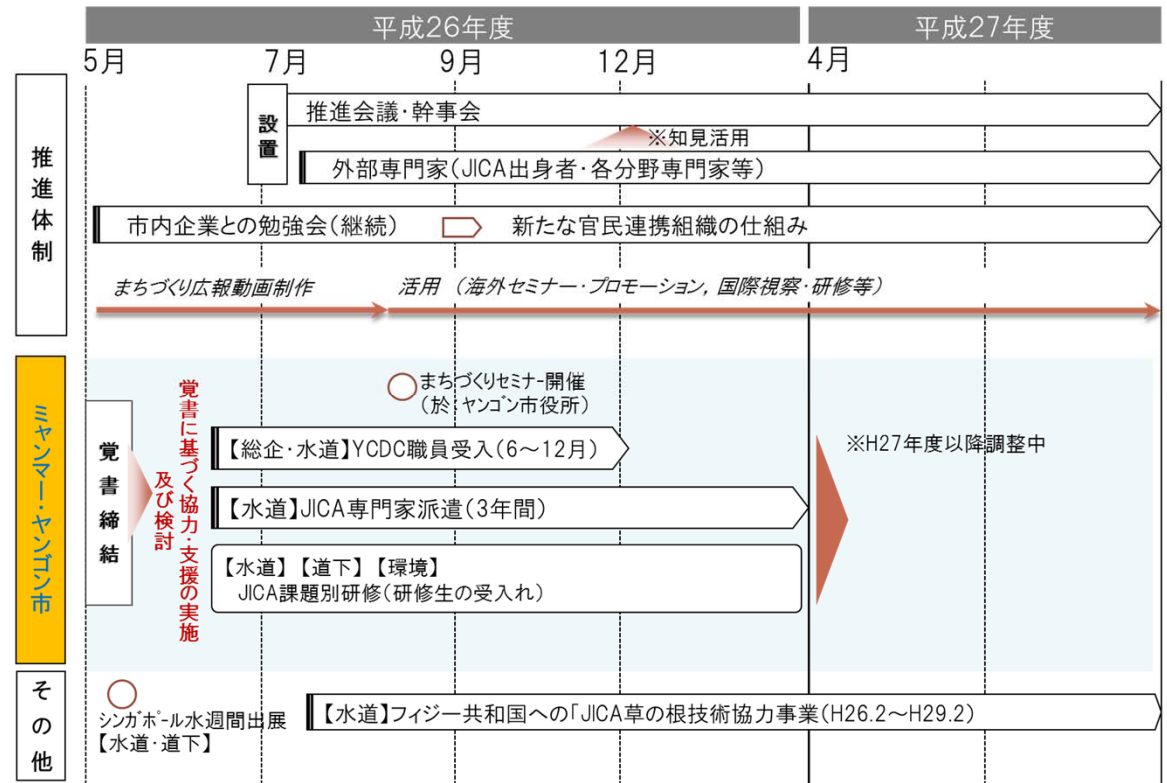 平成26年度
平成27年度
5月
7月
9月
12月
4月
推進体制
設置
推進会議・幹事会
※知見活用
外部専門家(JICA出身者・各分野専門家等)
市内企業との勉強会(継続)
新たな官民連携組織の仕組み
まちづくり広報動画制作
活用 (海外セミナー・プロモーション, 国際視察・研修等)
ミャンマー・ヤンゴン市
覚書締結
覚書に基づく協力・支援の実施
及び検討
まちづくりセミナー開催
(於:ヤンゴン市役所)
【総企・水道】YCDC職員受入(6~12月)
【水道】JICA専門家派遣(3年間)
【水道】【道下】【環境】
JICA課題別研修(研修生の受入れ)
※H27年度以降調整中
その他
シンガポール水週間出展
【水道・道下】
【水道】フィジー共和国への「JICA草の根技術協力事業(H26.2~H29.2)